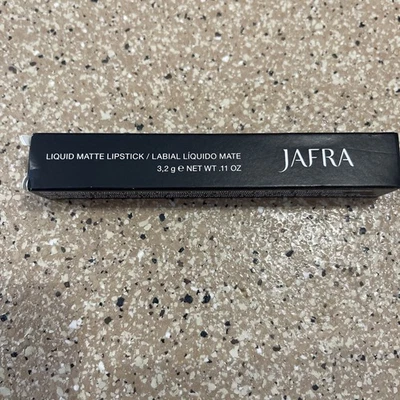 LIQUID MATTE LIPSTICK / LABIAL LÍQUIDO MATE
3,2 g ℮ NET WT .11 OZ
JAFRA